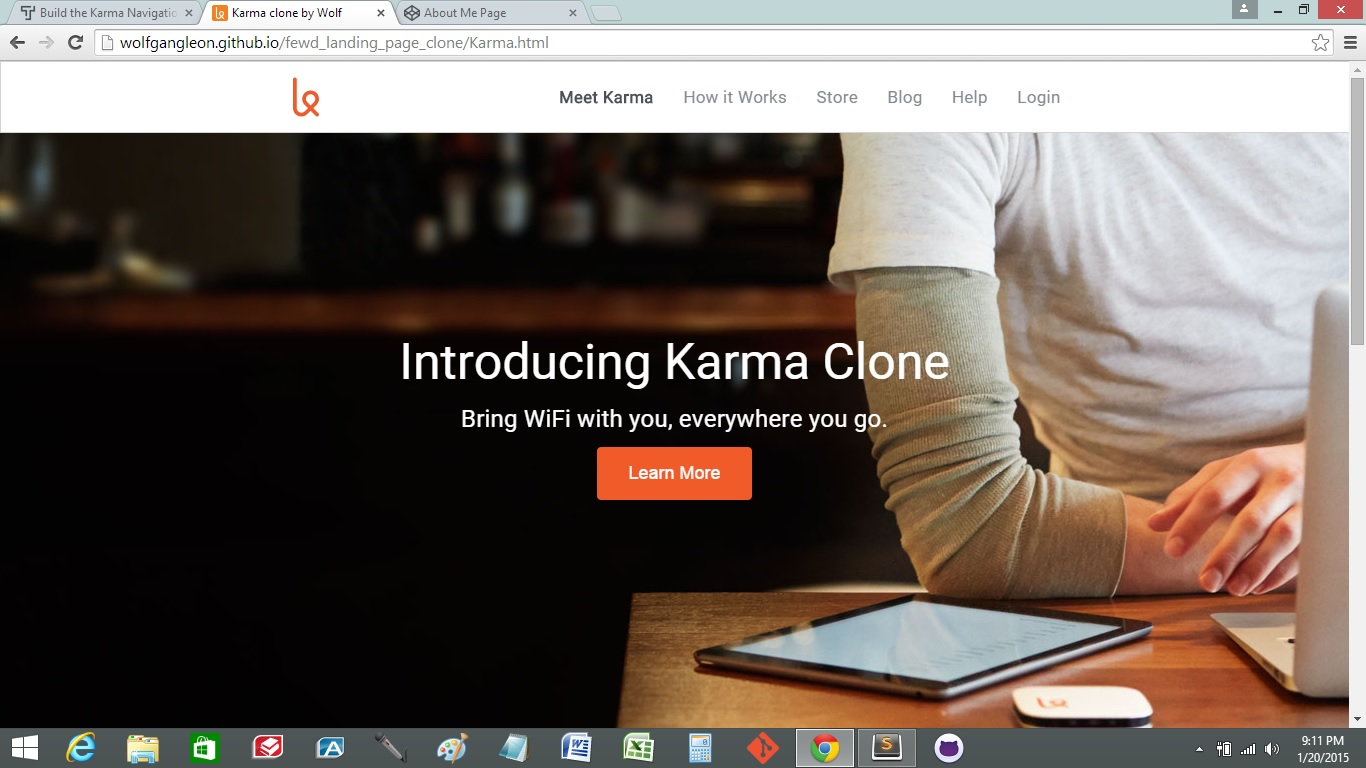 Build the Karma Navigatio
Karma clone by Wolf
About Me Page
wolfgangleon.github.io/fewd_landing_page_clone/Karma.html
Meet Karma How it Works Store Blog Help Login
Introducing Karma Clone
Bring WiFi with you, everywhere you go.
Learn More
9:11 PM
1/20/2015